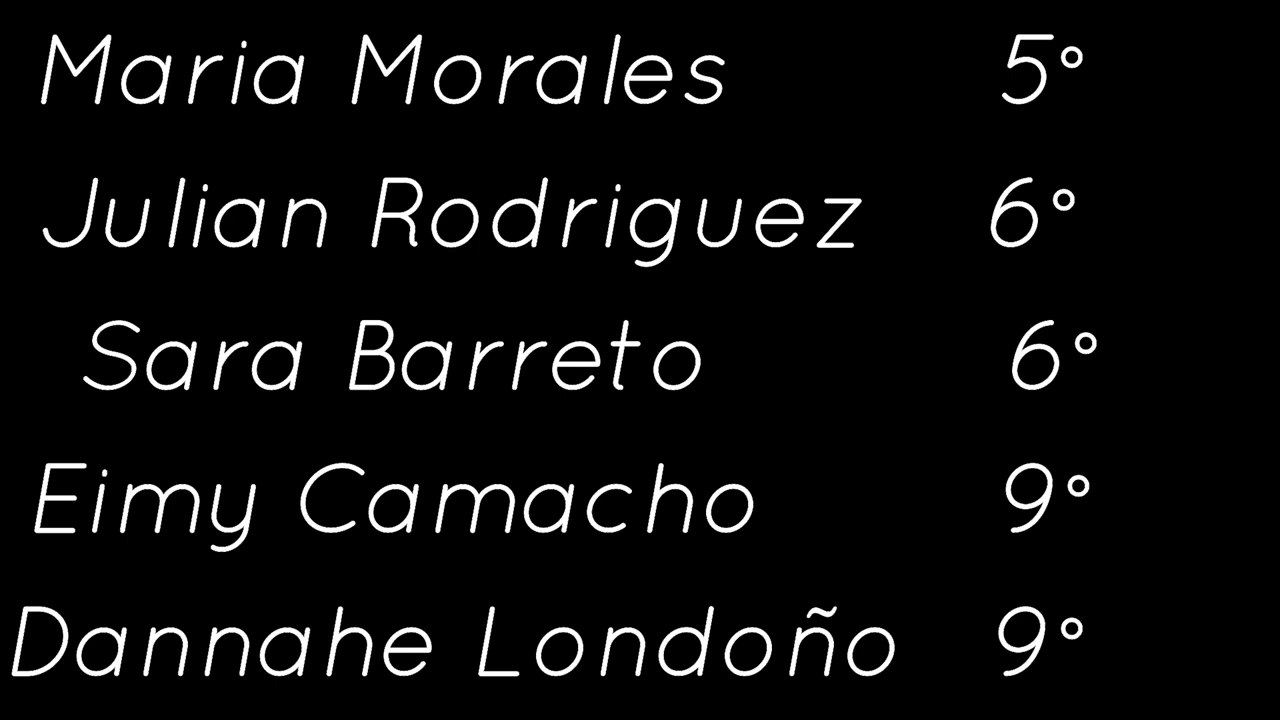 Maria Morales 5°
Julian Rodriguez 6°
Sara Barreto 6°
Eimy Camacho 9°
Dannahe Londoño 9°